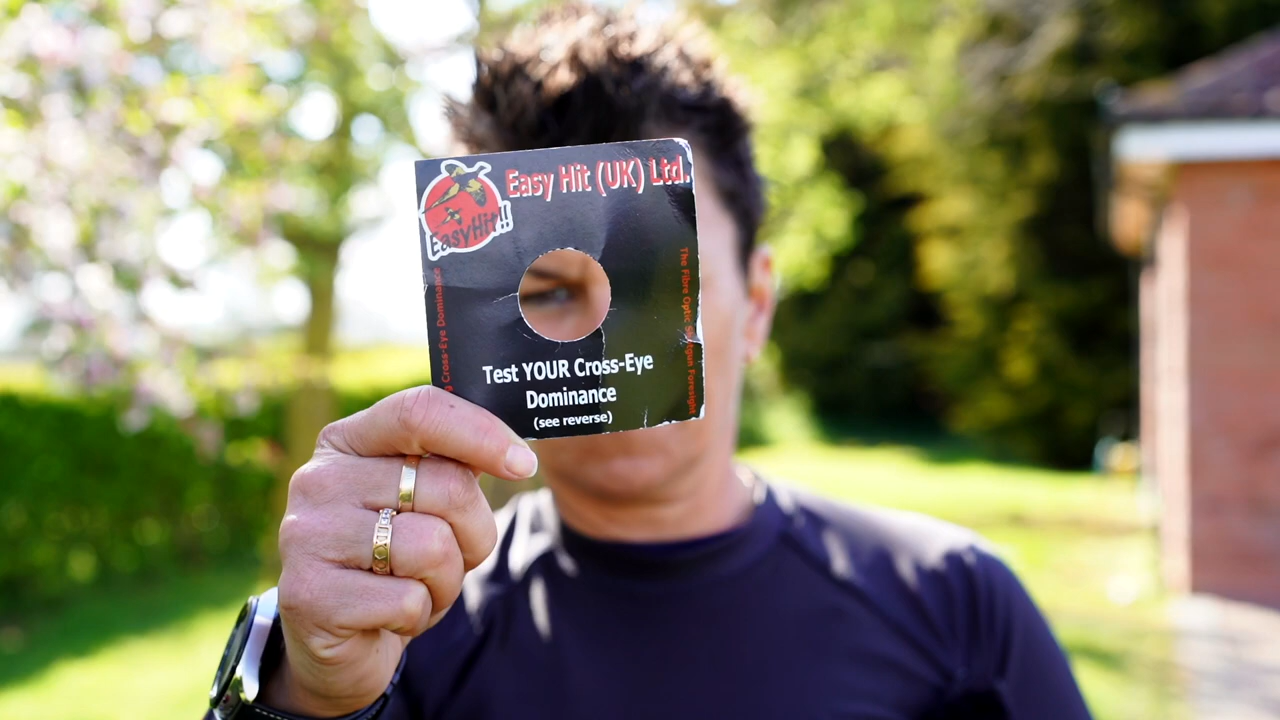 Easy Hit (UK) Ltd.
EasyHit!!
Cross-Eye Dominance
The Fibre Optic Shotgun Foresight
Test YOUR Cross-Eye
Dominance
(see reverse)